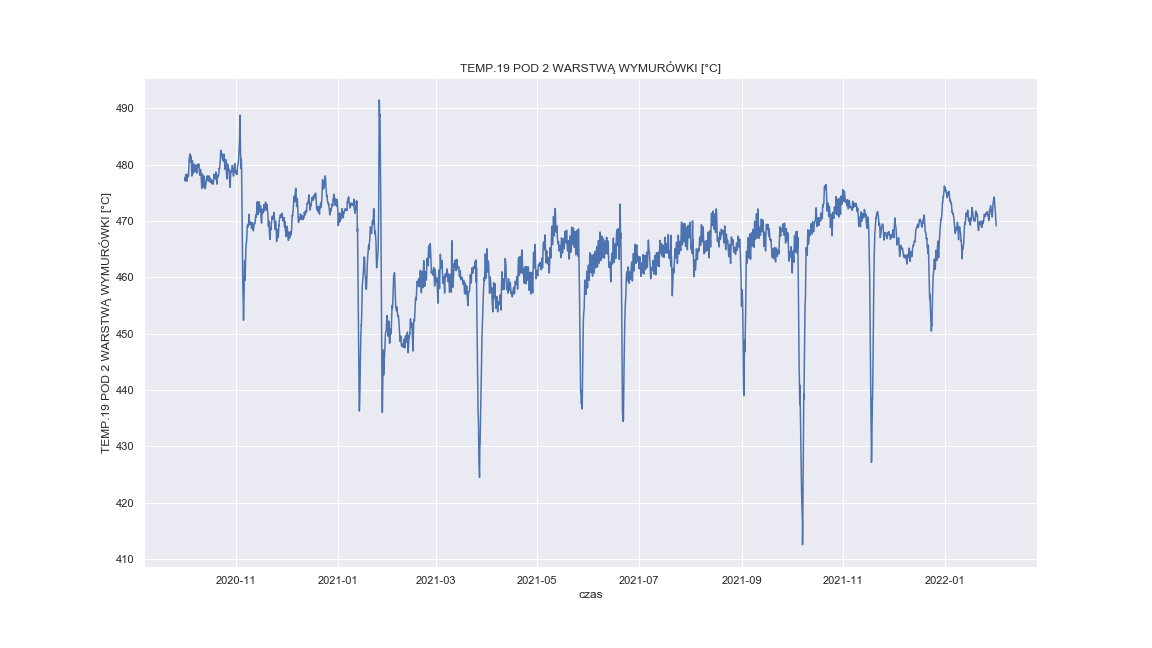 TEMP.19 POD 2 WARSTWĄ WYMURÓWKI [°C]
TEMP.19 POD 2 WARSTWĄ WYMURÓWKI [°C]
490
480
470
460
450
440
430
420
410
2020-11 2021-01 2021-03 2021-05 2021-07 2021-09 2021-11 2022-01
czas